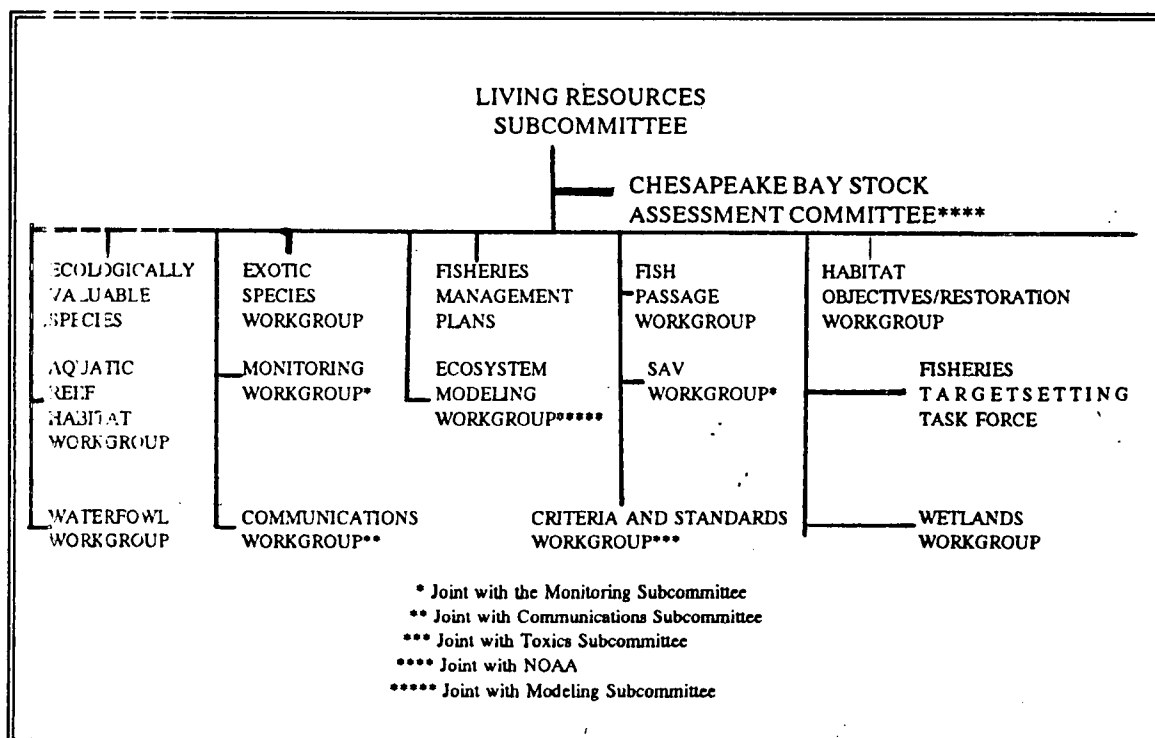 LIVING RESOURCES
SUBCOMMITTEE
CHESAPEAKE BAY STOCK
ASSESSMENT COMMITTEE****
ECOLOGICALLY
VALUABLE
SPECIES
EXOTIC
SPECIES
WORKGROUP
FISHERIES
MANAGEMENT
PLANS
FISH
PASSAGE
WORKGROUP
HABITAT
OBJECTIVES/RESTORATION
WORKGROUP
AQUATIC
REEF
HABITAT
WORKGROUP
MONITORING
WORKGROUP*
ECOSYSTEM
MODELING
WORKGROUP*****
SAV
WORKGROUP*
FISHERIES
TARGETSETTING
TASK FORCE
WATERFOWL
WORKGROUP
COMMUNICATIONS
WORKGROUP**
CRITERIA AND STANDARDS
WORKGROUP***
WETLANDS
WORKGROUP
* Joint with the Monitoring Subcommittee
** Joint with Communications Subcommittee
*** Joint with Toxics Subcommittee
**** Joint with NOAA
***** Joint with Modeling Subcommittee